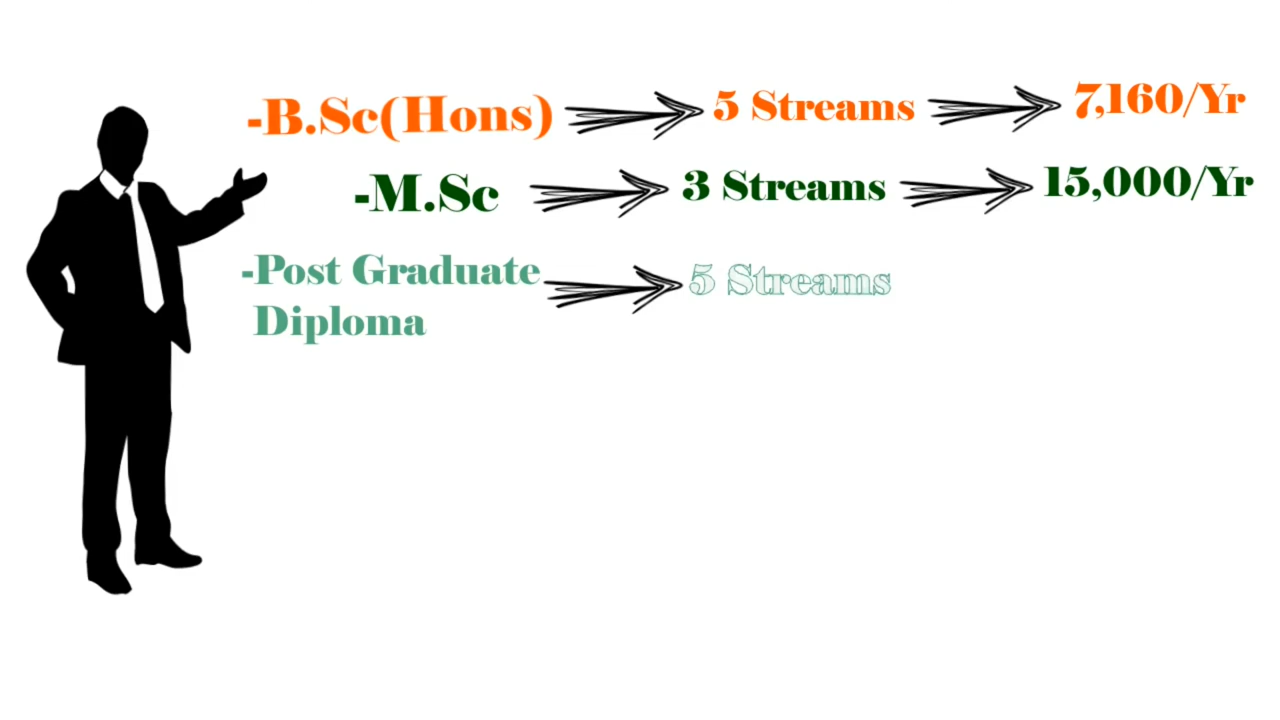 -B.Sc(Hons) 5 Streams 7,160/Yr
-M.Sc 3 Streams 15,000/Yr
-Post Graduate 5 Streams
Diploma